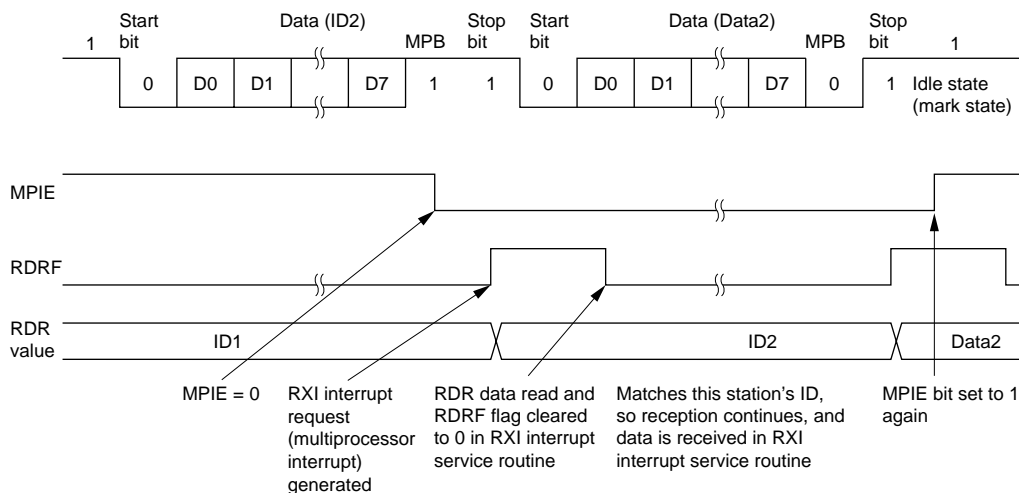 1
Start
bit
Data (ID2)
MPB
Stop
bit
Start
bit
Data (Data2)
MPB
Stop
bit
1
0
D0
D1
D7
1
1
0
D0
D1
D7
0
1
Idle state
(mark state)
MPIE
RDRF
RDR
value
ID1
ID2
Data2
MPIE = 0
RXI interrupt
request
(multiprocessor
interrupt)
generated
RDR data read and
RDRF flag cleared
to 0 in RXI interrupt
service routine
Matches this station's ID,
so reception continues, and
data is received in RXI
interrupt service routine
MPIE bit set to 1
again